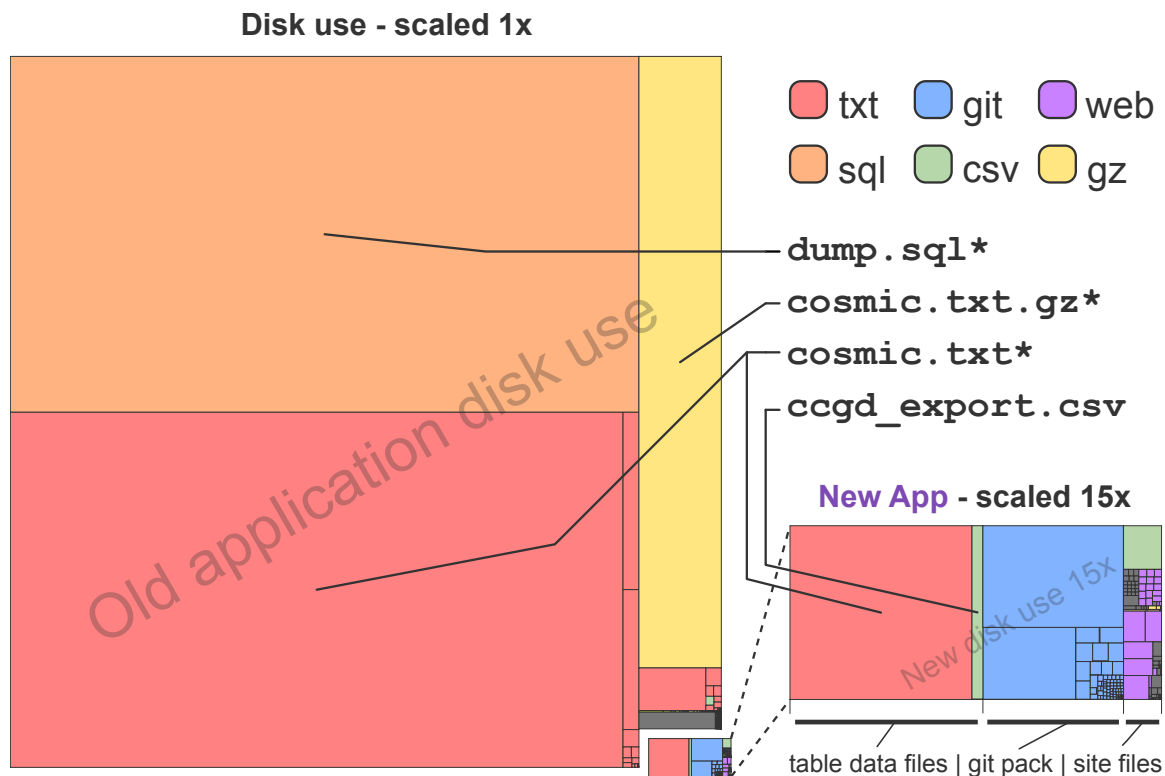 Disk use - scaled 1x
txt
git
web
sql
csv
gz
dump.sql*
cosmic.txt.gz*
cosmic.txt*
ccgd_export.csv
Old application disk use
New App - scaled 15x
New disk use 15x
table data files | git pack | site files